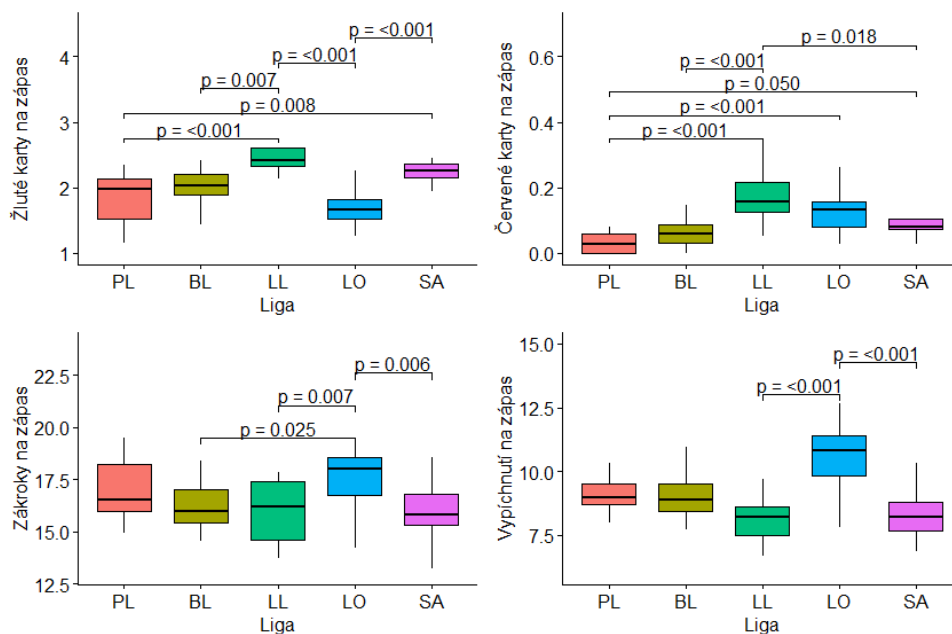 Žluté karty na zápas
4
3
2
1
p = <0.001
p = <0.001
p = 0.007
p = 0.008
p = <0.001
PL BL LL LO SA
Liga
Červené karty na zápas
0.6
0.4
0.2
0.0
p = 0.018
p = <0.001
p = 0.050
p = <0.001
p = <0.001
PL BL LL LO SA
Liga
Zákroky na zápas
22.5
20.0
17.5
15.0
12.5
p = 0.006
p = 0.007
p = 0.025
PL BL LL LO SA
Liga
Vypíchnutí na zápas
15.0
12.5
10.0
7.5
p = <0.001
p = <0.001
PL BL LL LO SA
Liga